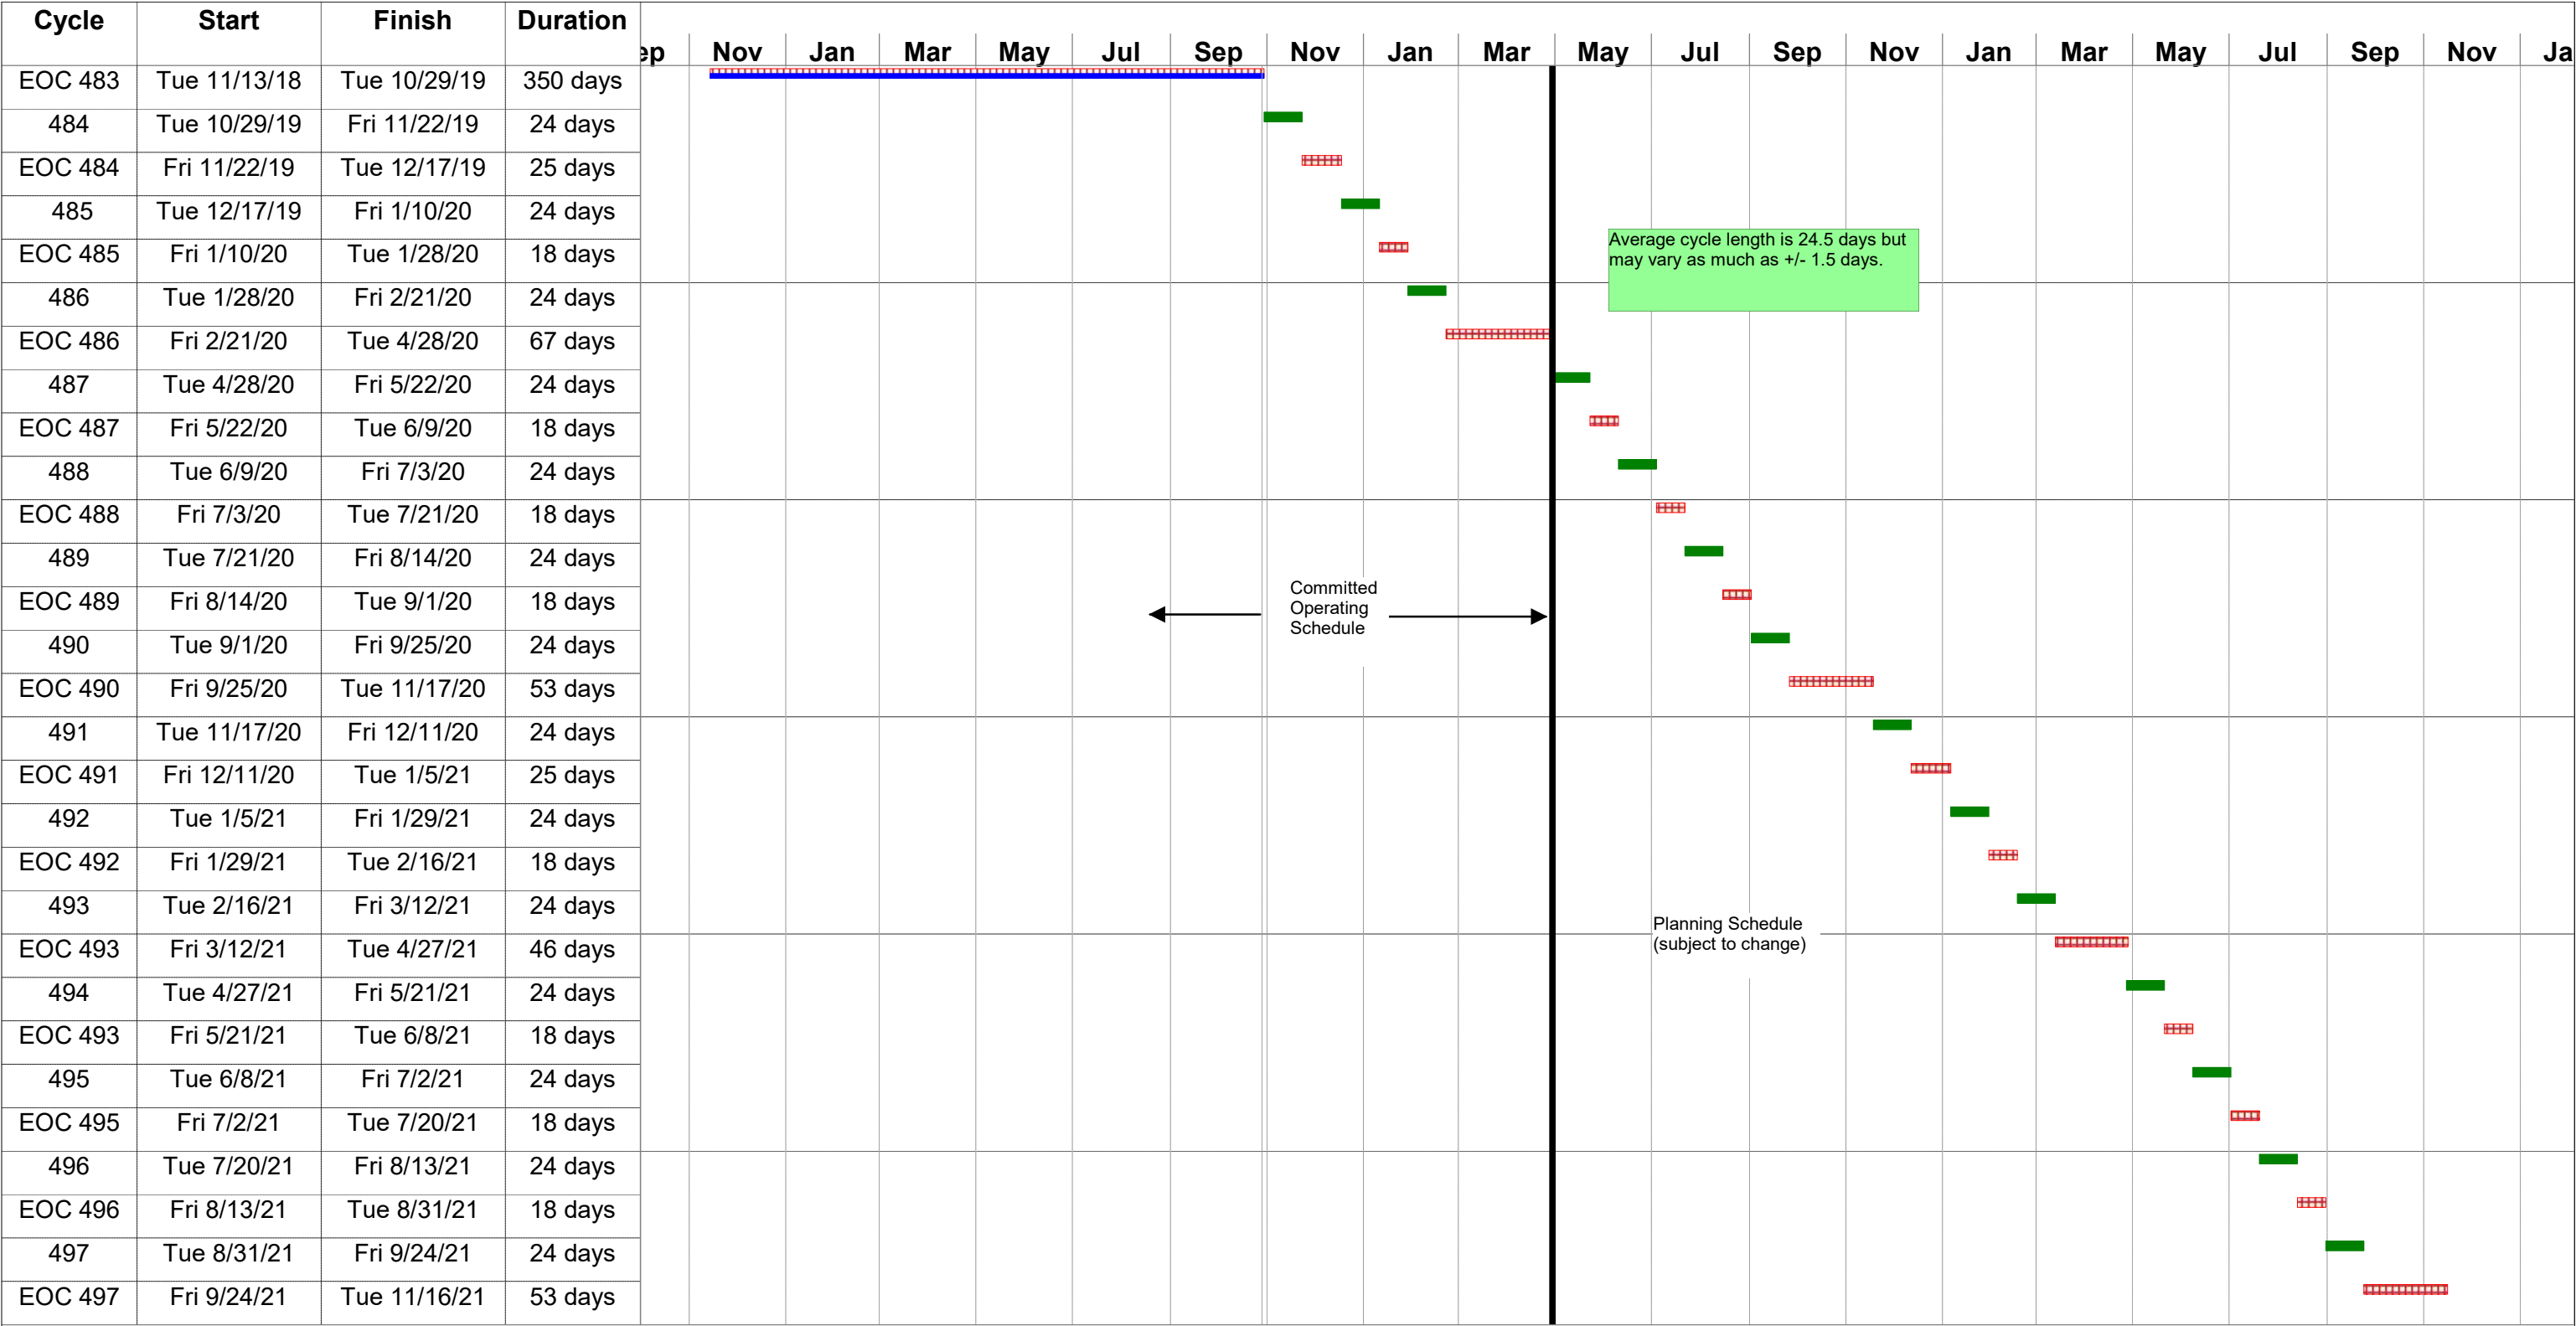 Cycle Start Finish Duration
ep Nov Jan Mar May Jul Sep Nov Jan Mar May Jul Sep Nov Jan Mar May Jul Sep Nov Ja
EOC 483 Tue 11/13/18 Tue 10/29/19 350 days
484 Tue 10/29/19 Fri 11/22/19 24 days
EOC 484 Fri 11/22/19 Tue 12/17/19 25 days
485 Tue 12/17/19 Fri 1/10/20 24 days
EOC 485 Fri 1/10/20 Tue 1/28/20 18 days
Average cycle length is 24.5 days but
may vary as much as +/- 1.5 days.
486 Tue 1/28/20 Fri 2/21/20 24 days
EOC 486 Fri 2/21/20 Tue 4/28/20 67 days
487 Tue 4/28/20 Fri 5/22/20 24 days
EOC 487 Fri 5/22/20 Tue 6/9/20 18 days
488 Tue 6/9/20 Fri 7/3/20 24 days
EOC 488 Fri 7/3/20 Tue 7/21/20 18 days
489 Tue 7/21/20 Fri 8/14/20 24 days
EOC 489 Fri 8/14/20 Tue 9/1/20 18 days
Committed
Operating
Schedule
490 Tue 9/1/20 Fri 9/25/20 24 days
EOC 490 Fri 9/25/20 Tue 11/17/20 53 days
491 Tue 11/17/20 Fri 12/11/20 24 days
EOC 491 Fri 12/11/20 Tue 1/5/21 25 days
492 Tue 1/5/21 Fri 1/29/21 24 days
EOC 492 Fri 1/29/21 Tue 2/16/21 18 days
493 Tue 2/16/21 Fri 3/12/21 24 days
Planning Schedule
(subject to change)
EOC 493 Fri 3/12/21 Tue 4/27/21 46 days
494 Tue 4/27/21 Fri 5/21/21 24 days
EOC 493 Fri 5/21/21 Tue 6/8/21 18 days
495 Tue 6/8/21 Fri 7/2/21 24 days
EOC 495 Fri 7/2/21 Tue 7/20/21 18 days
496 Tue 7/20/21 Fri 8/13/21 24 days
EOC 496 Fri 8/13/21 Tue 8/31/21 18 days
497 Tue 8/31/21 Fri 9/24/21 24 days
EOC 497 Fri 9/24/21 Tue 11/16/21 53 days